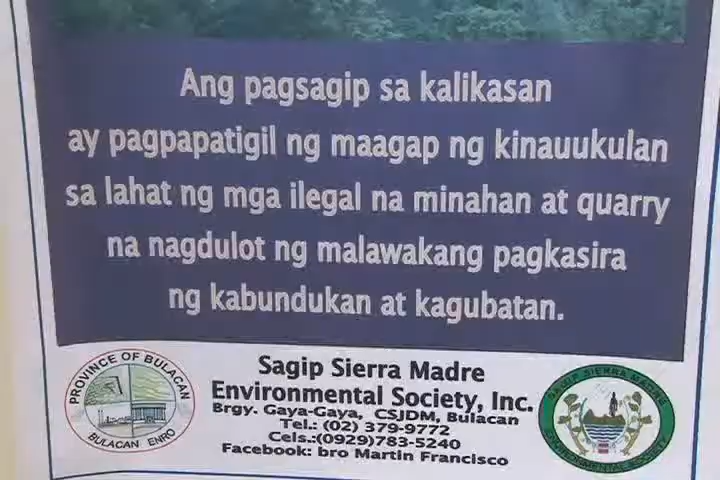 Ang pagsagip sa kalikasan
ay pagpapatigil ng maagap ng kinauukulan
sa lahat ng mga ilegal na minahan at quarry
na nagdulot ng malawakang pagkasira
ng kabundukan at kagubatan.
PROVINCE OF BULACAN
BULACAN ENRO
Sagip Sierra Madre
Environmental Society, Inc.
Brgy. Gaya-Gaya, CSJDM, Bulacan
Tel.: (02) 379-9772
Cels.:(0929)783-5240
Facebook: bro Martin Francisco
SAGIP SIERRA MADRE
ENVIRONMENTAL SOCIETY